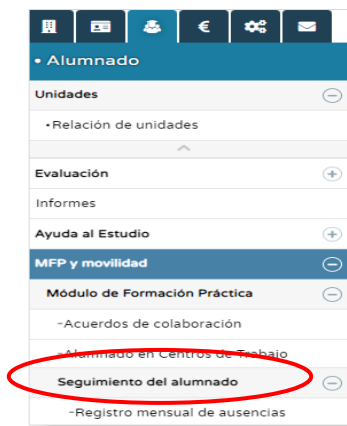 €
• Alumnado
Unidades
•Relación de unidades
Evaluación
Informes
Ayuda al Estudio
MFP y movilidad
Módulo de Formación Práctica
-Acuerdos de colaboración
-Alumnado en Centros de Trabajo
Seguimiento del alumnado
-Registro mensual de ausencias